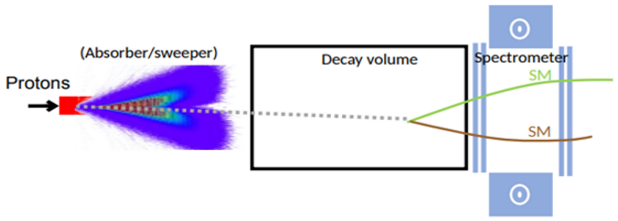 (Absorber/sweeper)
Decay volume
Spectrometer
SM
Protons
SM